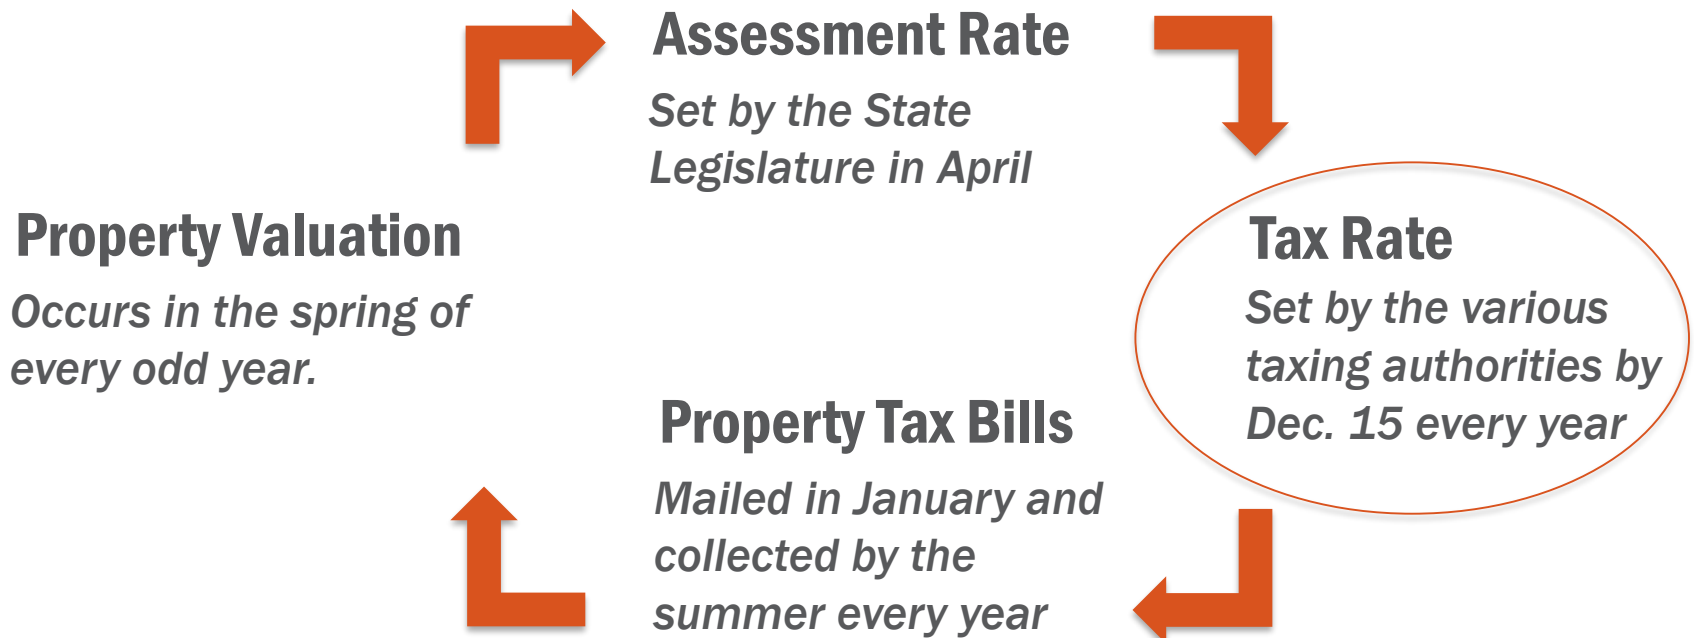 Assessment Rate
Set by the State
Legislature in April
Property Valuation
Occurs in the spring of
every odd year.
Tax Rate
Set by the various
taxing authorities by
Dec. 15 every year
Property Tax Bills
Mailed in January and
collected by the
summer every year